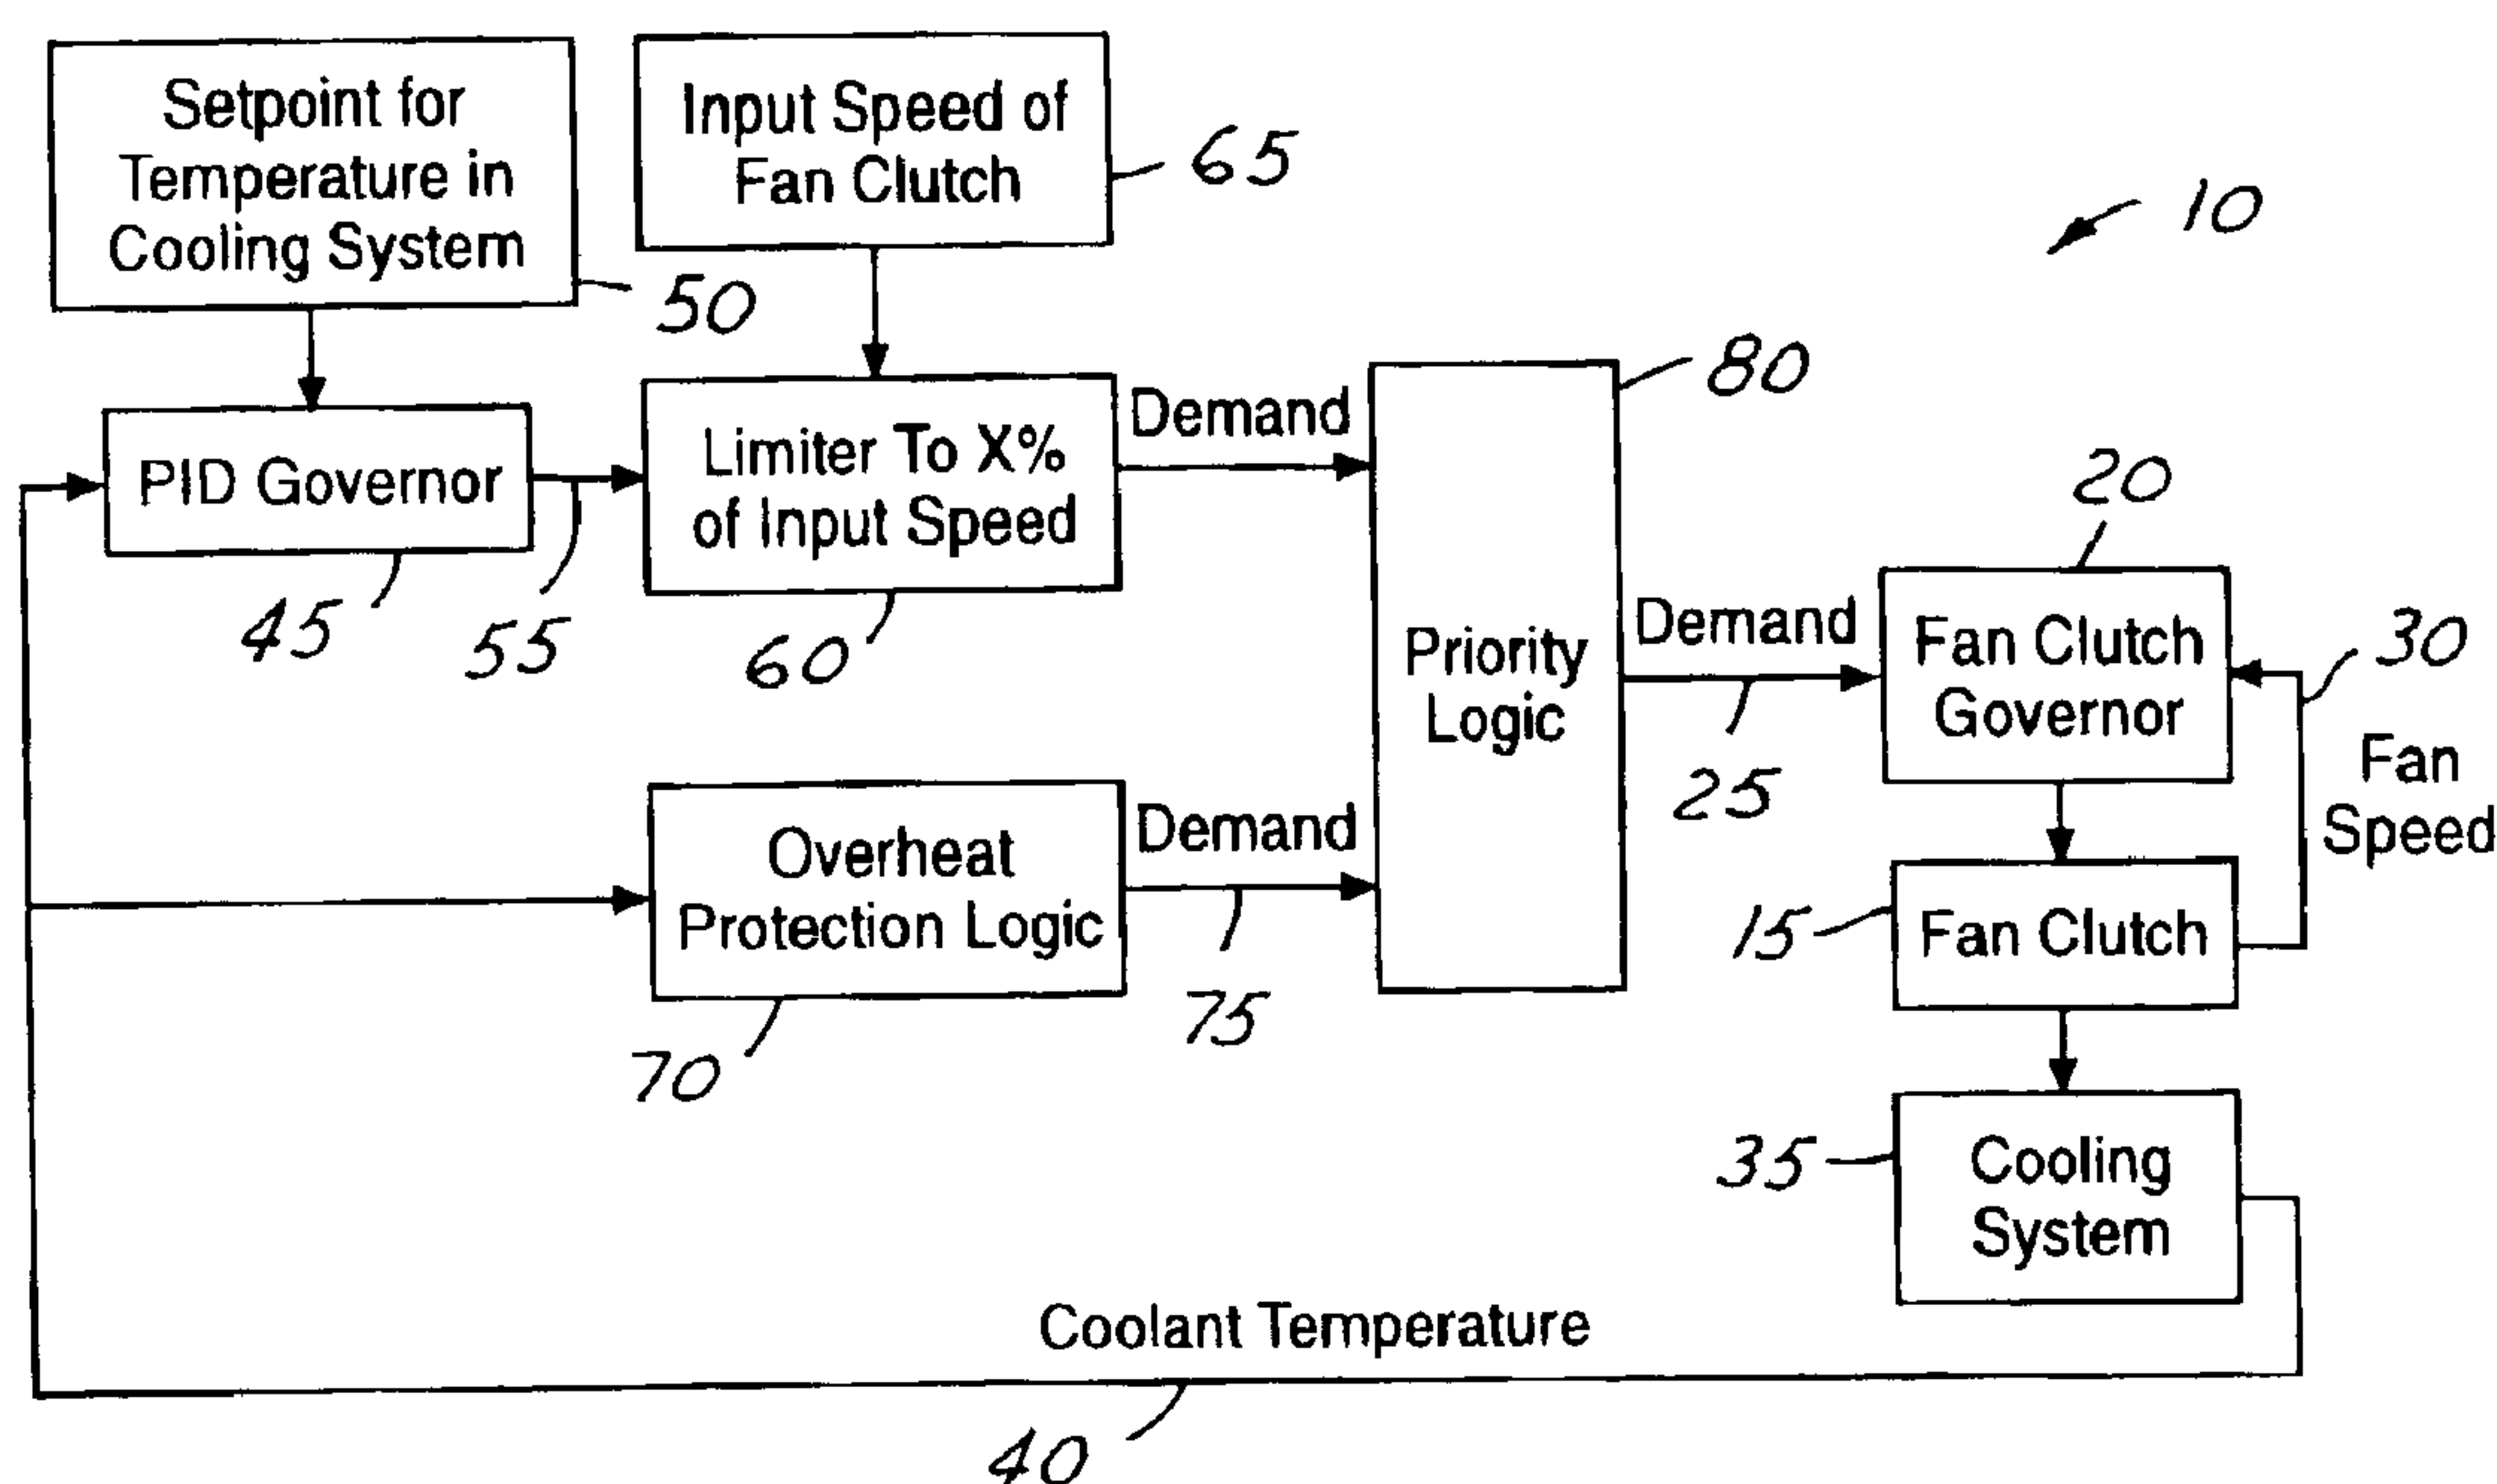 Setpoint for
Temperature in
Cooling System
50
Input Speed of
Fan Clutch
65
10
PID Governor
45
55
Limiter To X%
of Input Speed
60
Demand
80
Priority
Logic
Demand
25
20
Fan Clutch
Governor
30
Fan
Speed
Overheat
Protection Logic
70
Demand
75
15
Fan Clutch
35
Cooling
System
Coolant Temperature
40